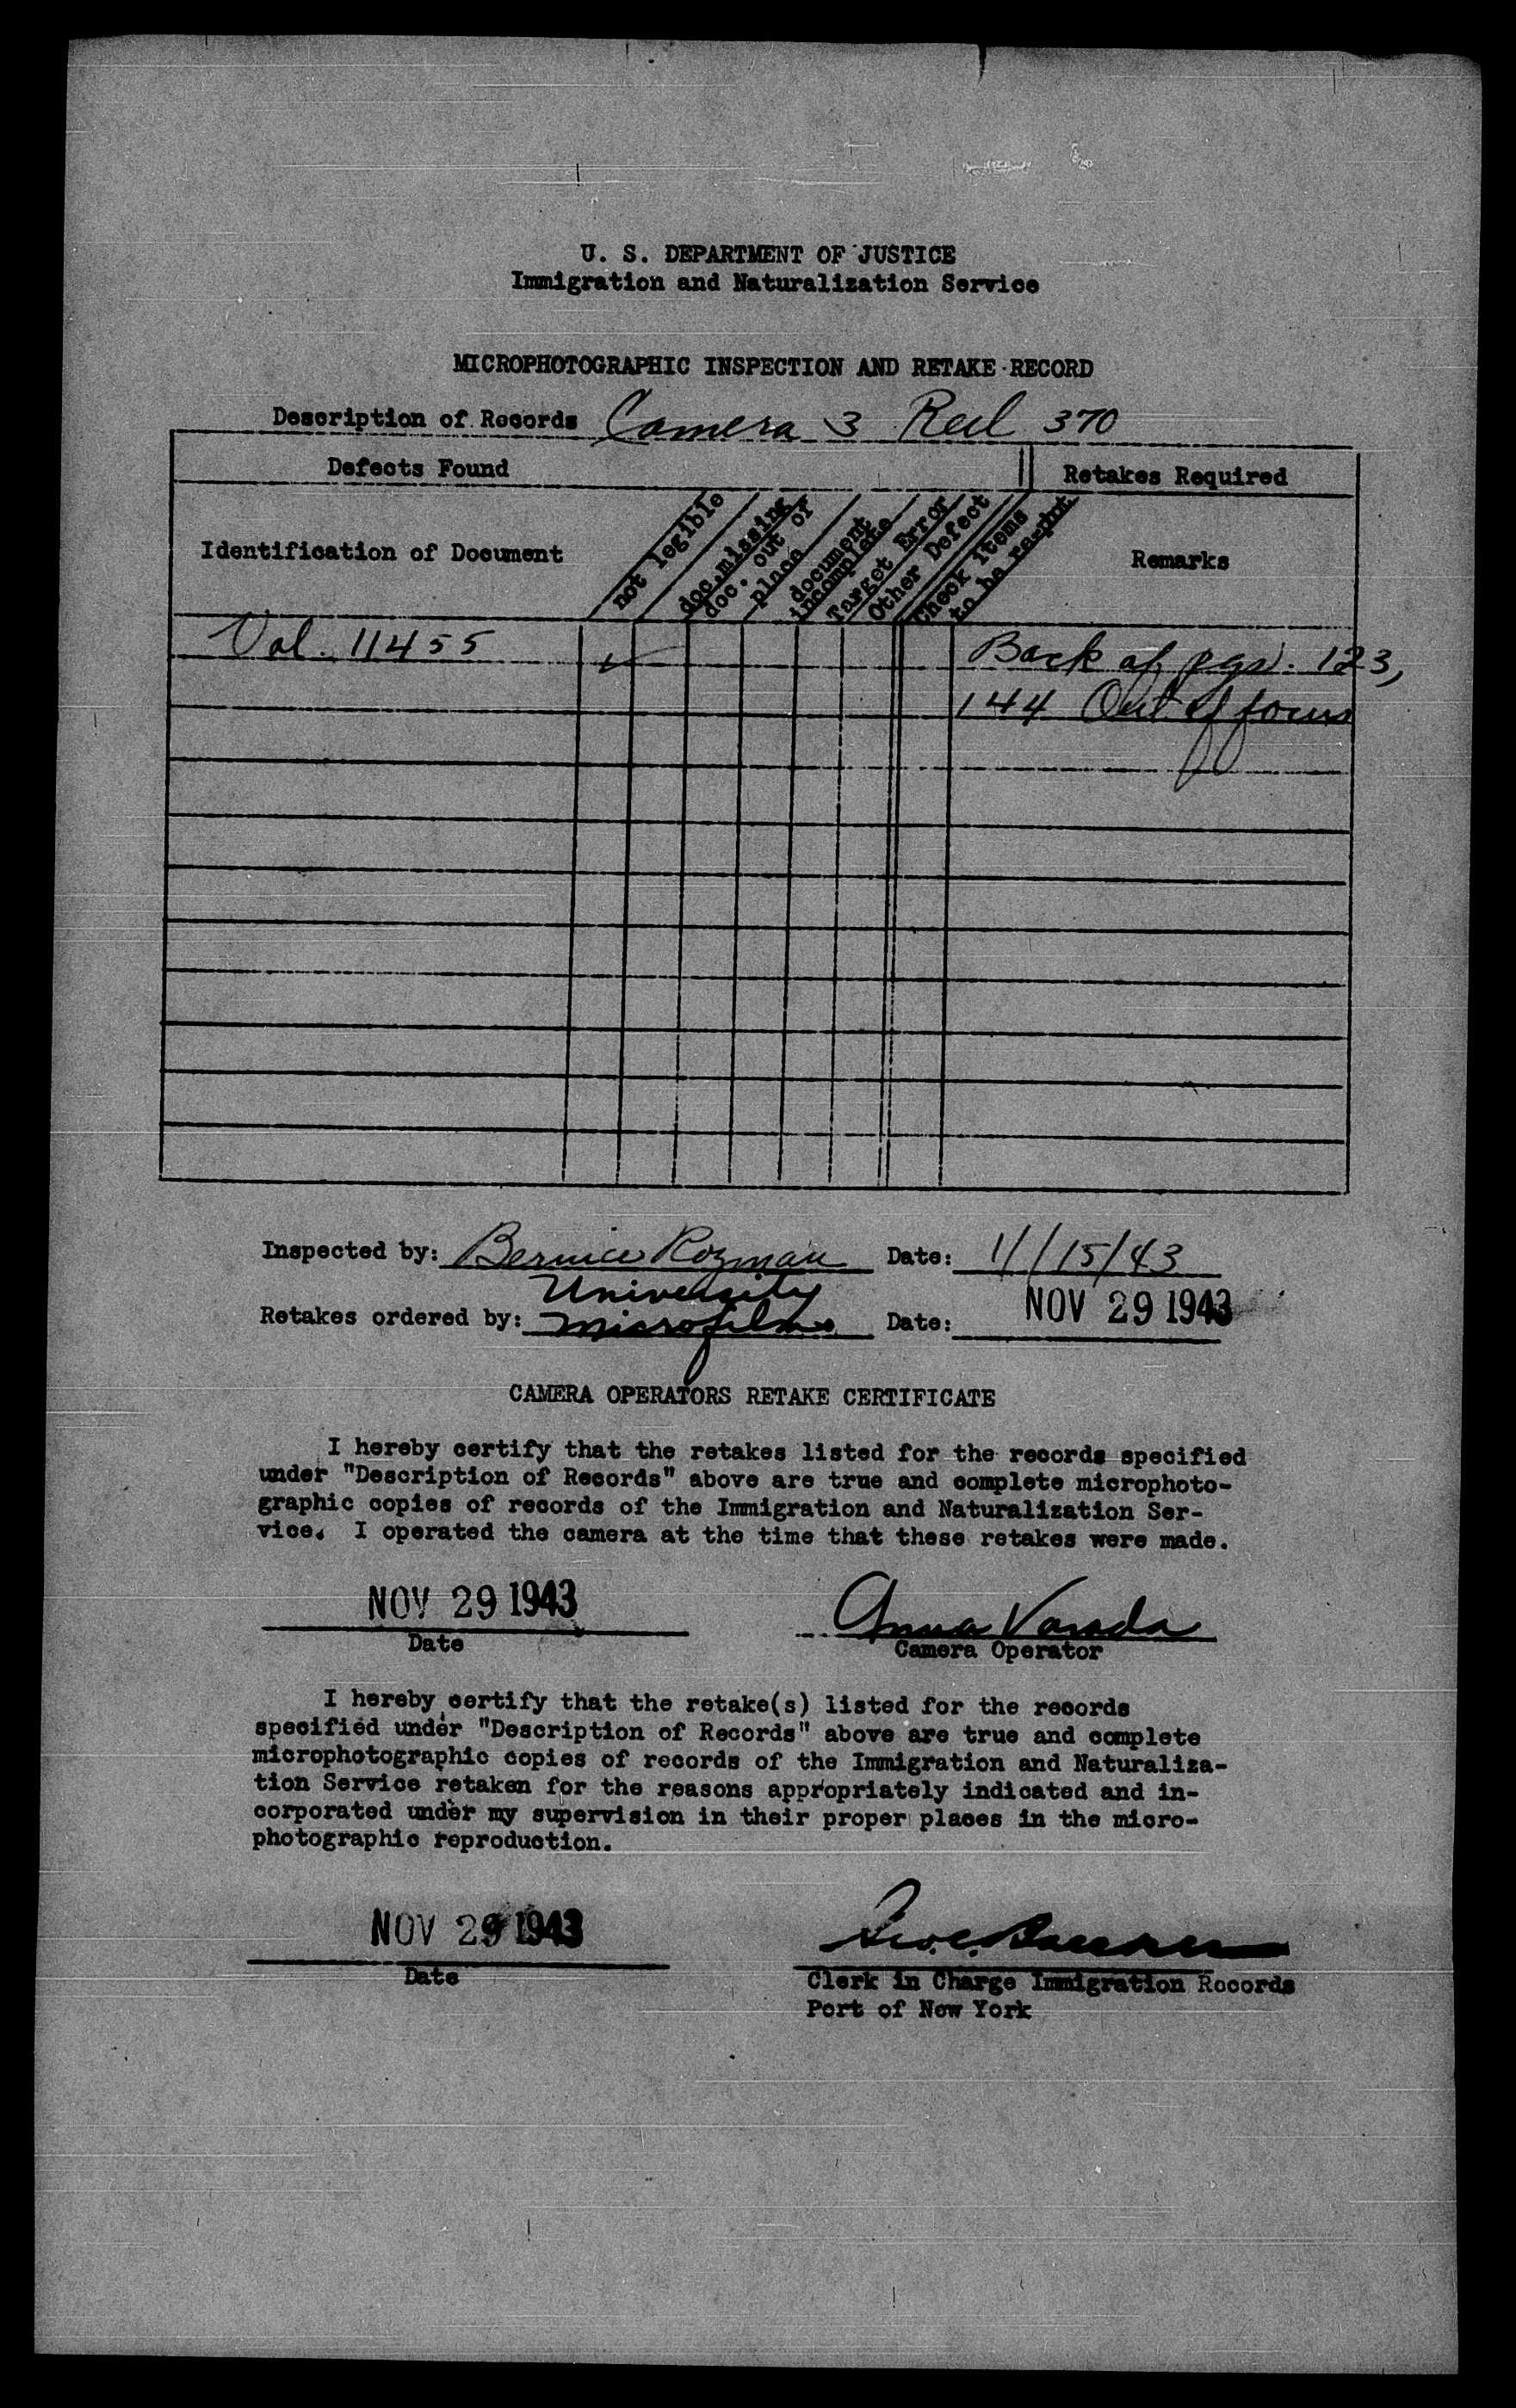 U. S. DEPARTMENT OF JUSTICE
Immigration and Naturalization Service
MICROPHOTOGRAPHIC INSPECTION AND RETAKE RECORD
Description of Records Camera 3 Reel 370
Defects Found
Retakes Required
Identification of Document
not legible
doc. missing
doc. out of
place
document
incomplete
Target Error
Other Defect
Check items
to be re-phot
Remarks
Vol. 11455 ✓ Back of pgs. 123,
144 Out of focus
Inspected by: Bernice Rozman Date: 11/15/43
University
Retakes ordered by: Microfilms Date: NOV 29 1943
CAMERA OPERATORS RETAKE CERTIFICATE
I hereby certify that the retakes listed for the records specified
under "Description of Records" above are true and complete microphoto-
graphic copies of records of the Immigration and Naturalization Ser-
vice. I operated the camera at the time that these retakes were made.
NOV 29 1943 Anna Varada
Date Camera Operator
I hereby certify that the retake(s) listed for the records
specified under "Description of Records" above are true and complete
microphotographic copies of records of the Immigration and Naturaliza-
tion Service retaken for the reasons appropriately indicated and in-
corporated under my supervision in their proper places in the micro-
photographic reproduction.
NOV 29 1943
Date Clerk in Charge Immigration Records
Port of New York